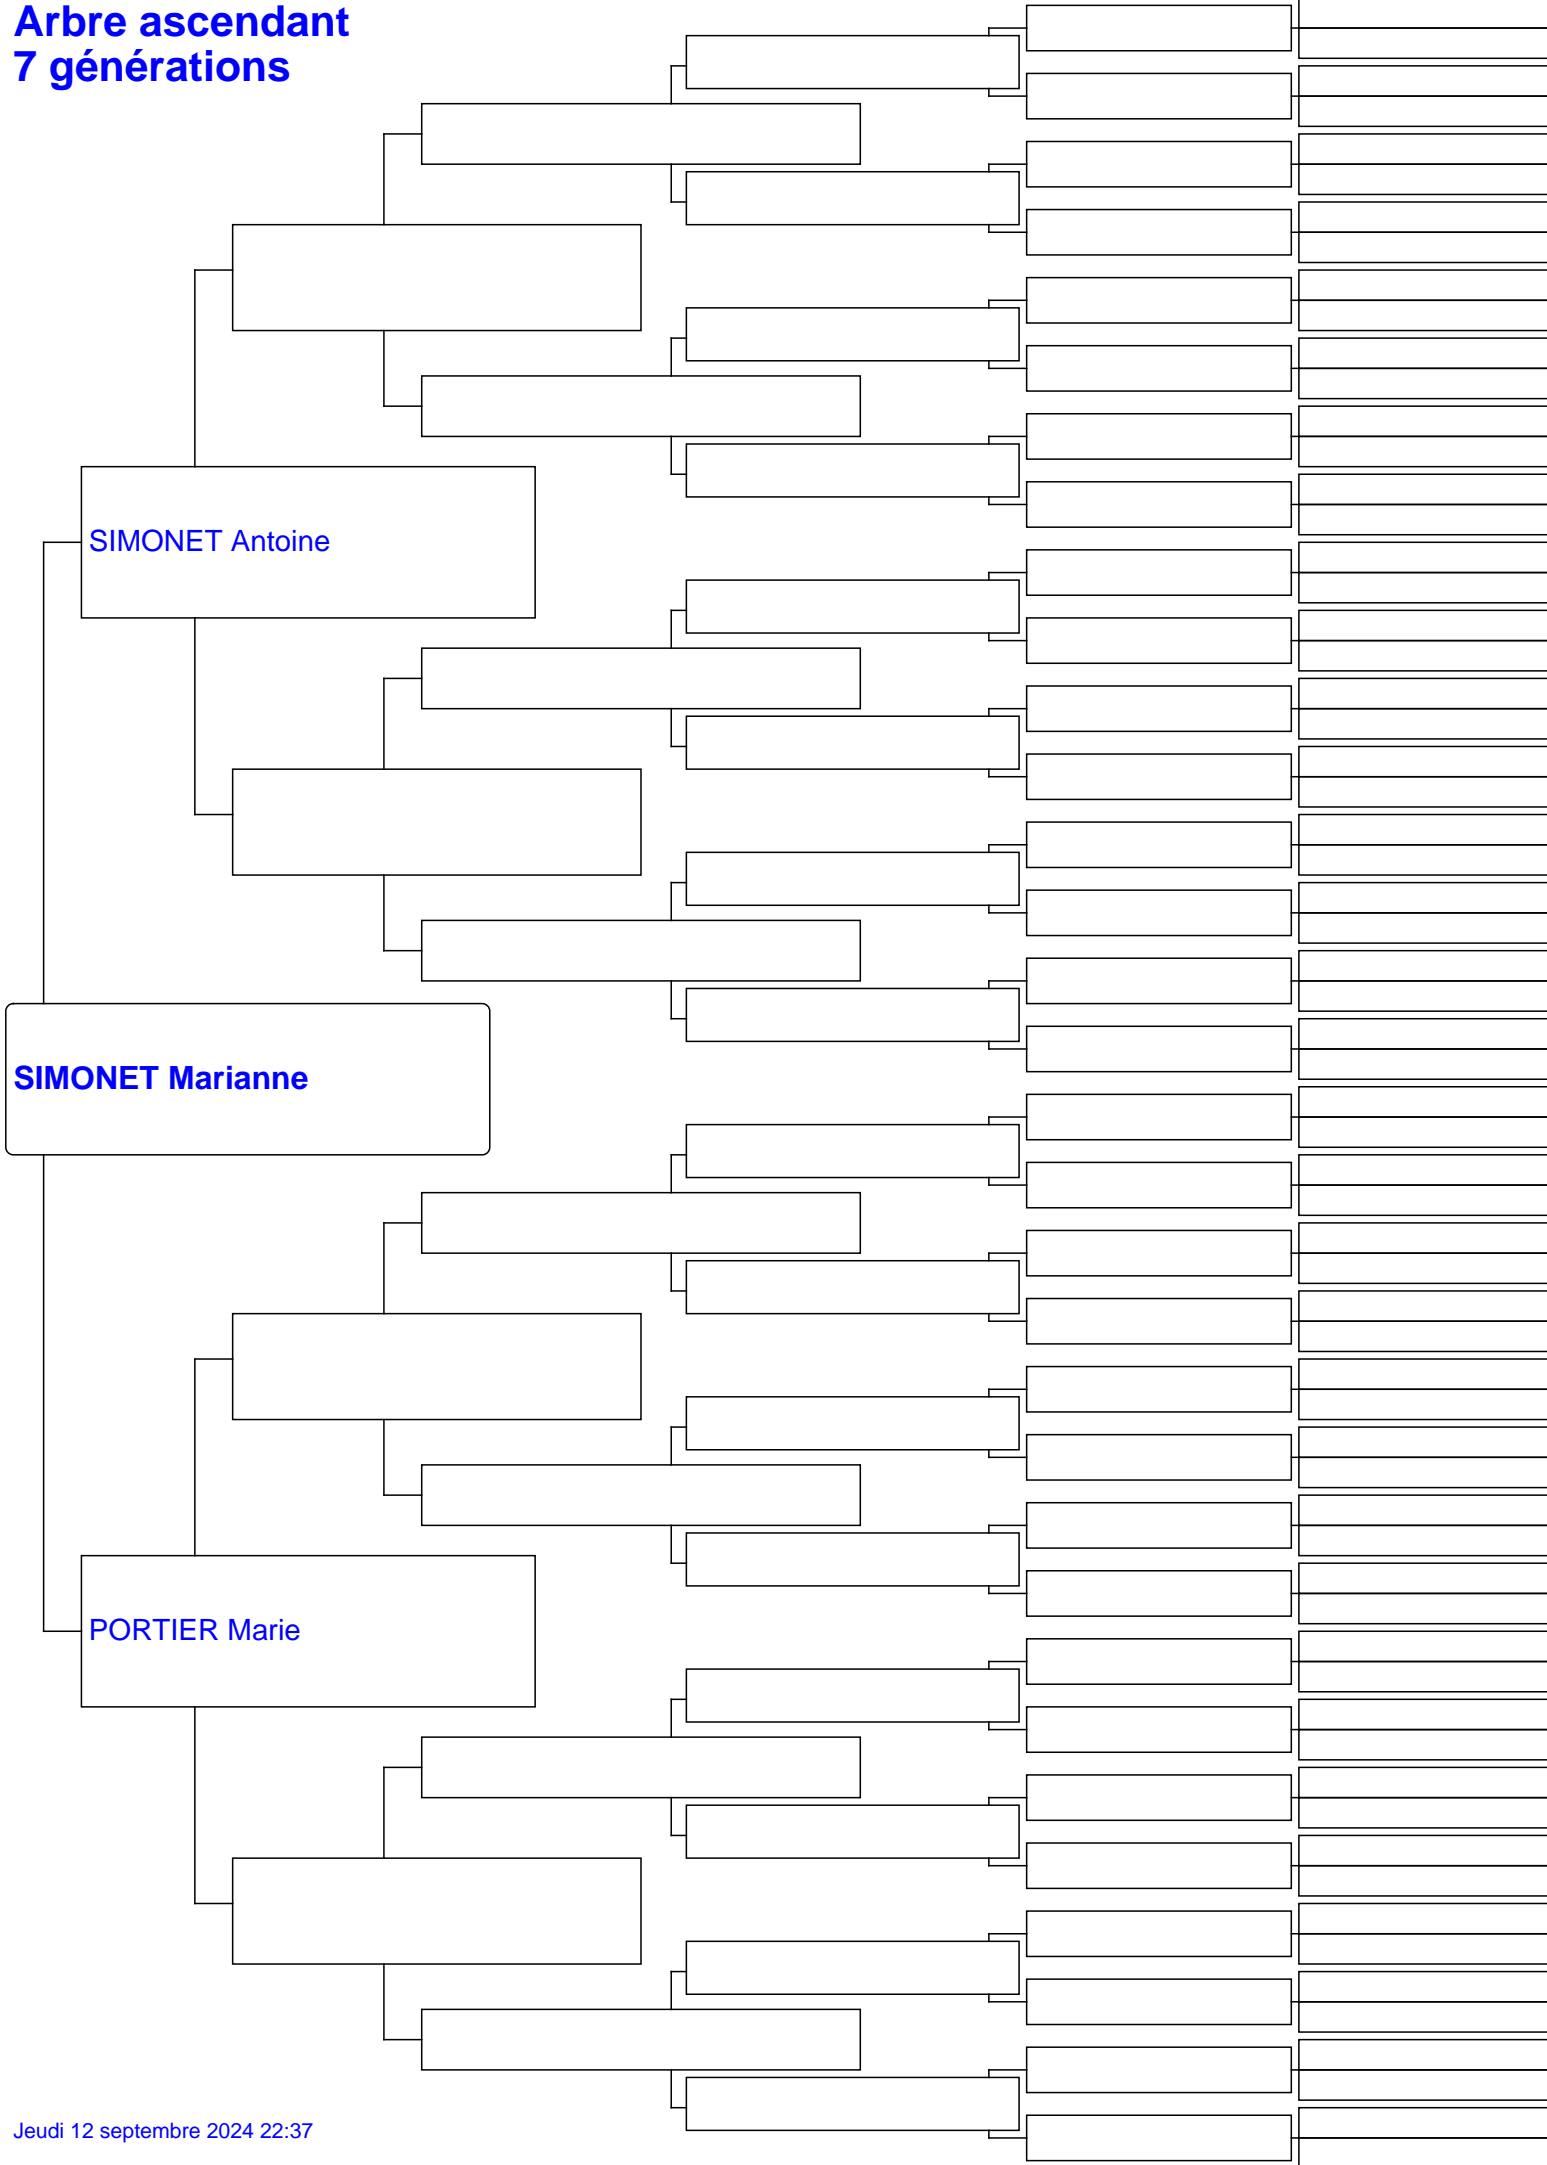 Arbre ascendant
7 générations
SIMONET Antoine
SIMONET Marianne
PORTIER Marie
Jeudi 12 septembre 2024 22:37